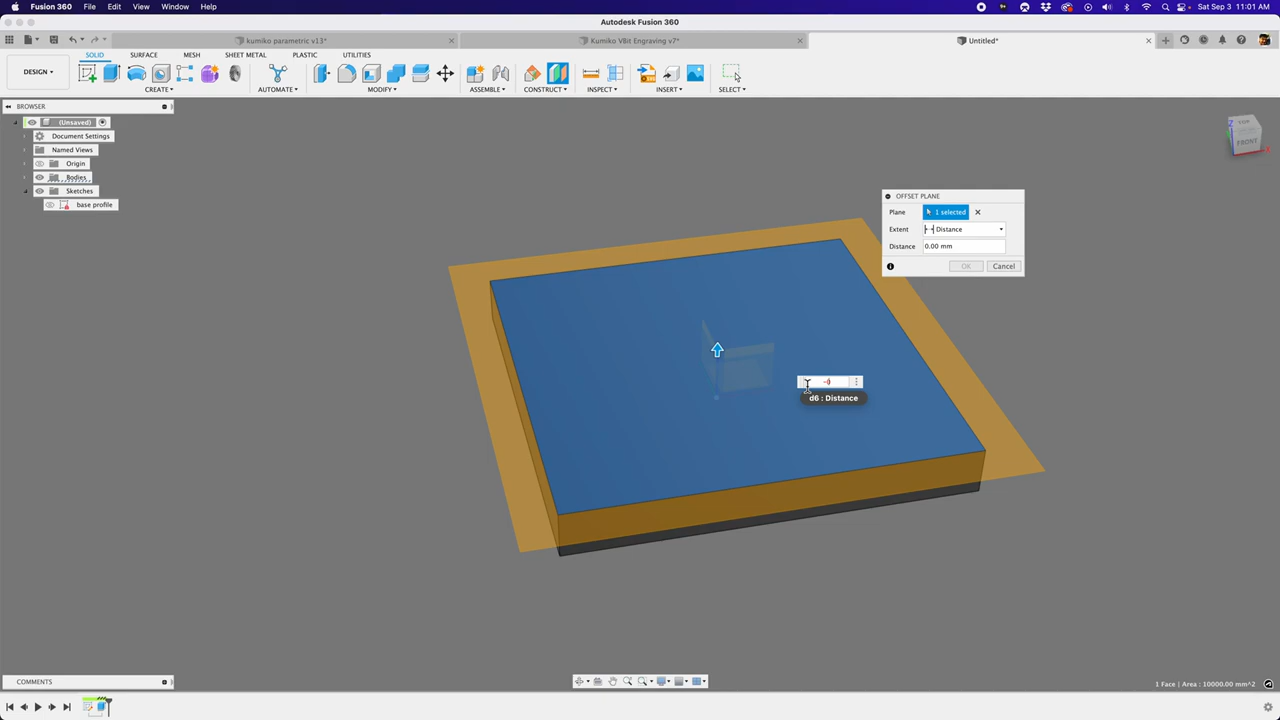 Fusion 360 File Edit View Window Help Sat Sep 3 11:01 AM
Autodesk Fusion 360
kumiko parametric v13* Kumiko VBit Engraving v7* Untitled*
SOLID SURFACE MESH SHEET METAL PLASTIC UTILITIES
DESIGN
CREATE AUTOMATE MODIFY ASSEMBLE CONSTRUCT INSPECT INSERT SELECT
BROWSER
(Unsaved)
Document Settings
Named Views
Origin
Bodies
Sketches
base profile
TOP
FRONT
Z
X
OFFSET PLANE
Plane 1 selected
Extent Distance
Distance 0.00 mm
OK Cancel
d6 : Distance
COMMENTS
1 Face | Area : 10000.00 mm^2